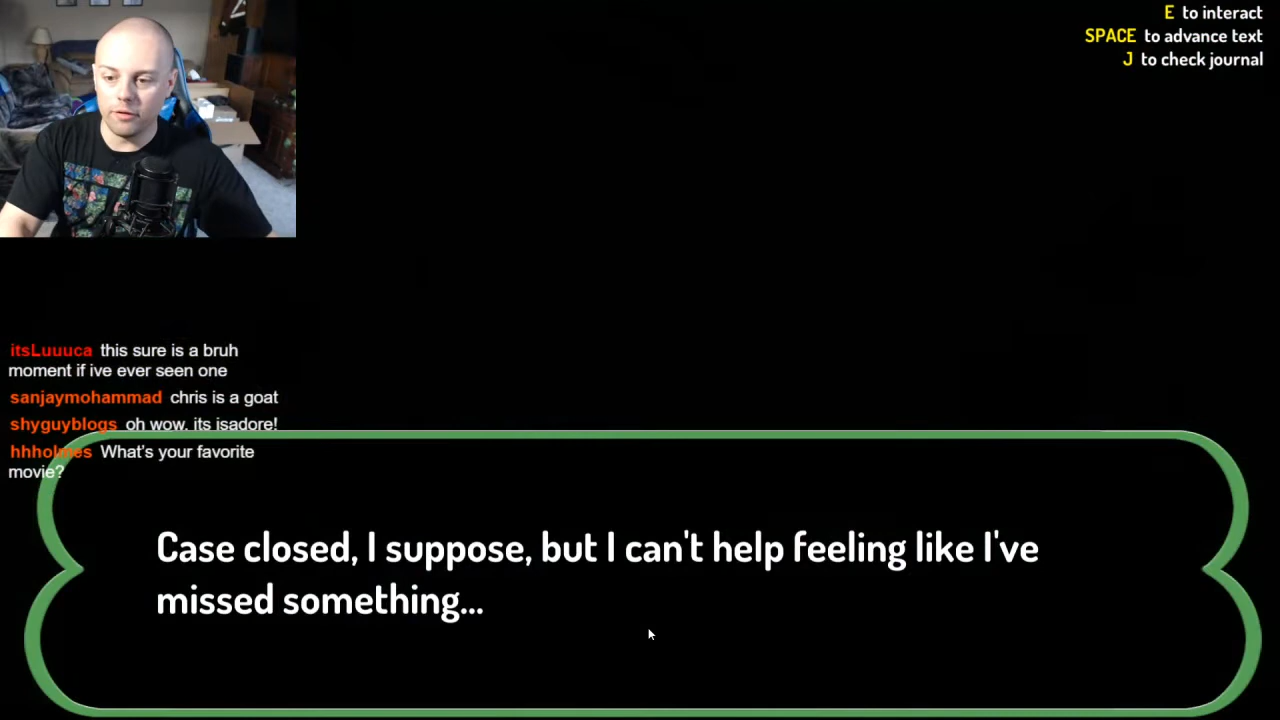 E to interact
SPACE to advance text
J to check journal
itsLuuuca this sure is a bruh
moment if ive ever seen one
sanjaymohammad chris is a goat
shyguyblogs oh wow. its isadore!
hhholmes What's your favorite
movie?
Case closed, I suppose, but I can't help feeling like I've
missed something...